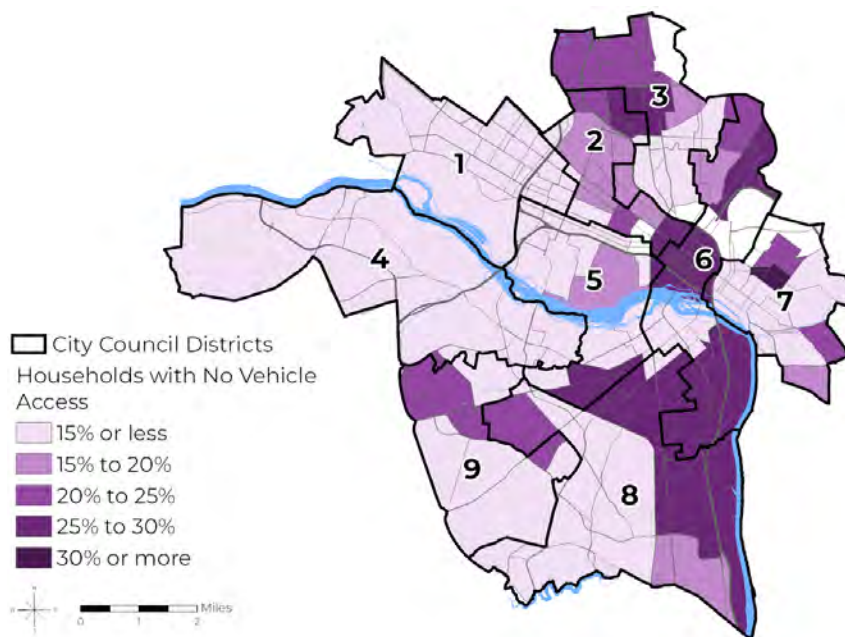 3
2
1
6
4
5
7
City Council Districts
Households with No Vehicle
Access
15% or less
15% to 20%
20% to 25%
25% to 30%
30% or more
9
8
Miles
0 1 2